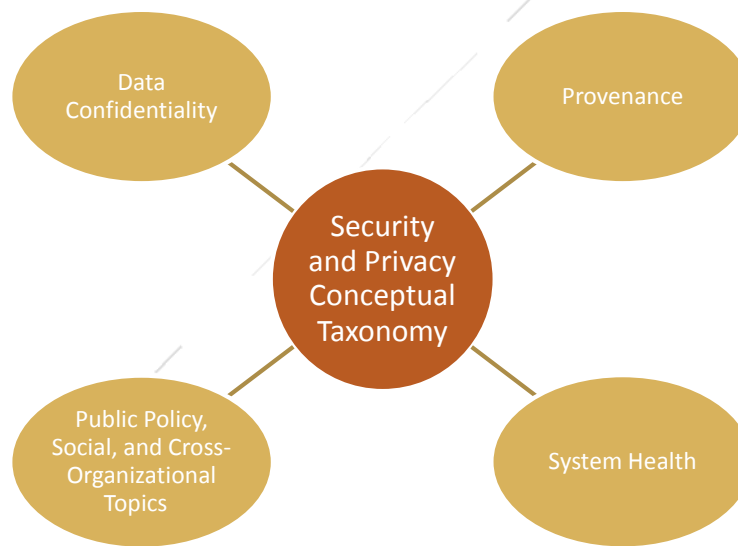 Data
Confidentiality
Provenance
Security
and Privacy
Conceptual
Taxonomy
Public Policy,
Social, and Cross-
Organizational
Topics
System Health